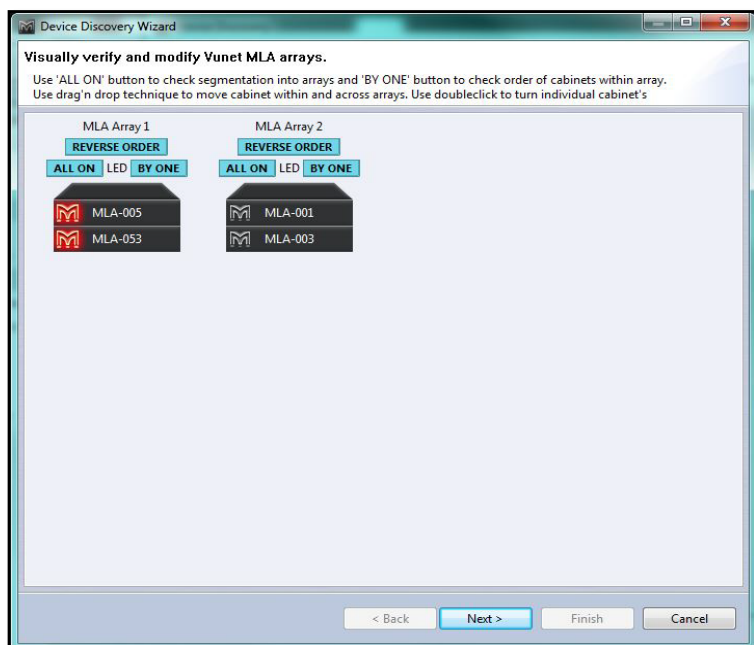 Device Discovery Wizard
Visually verify and modify Vunet MLA arrays.
Use 'ALL ON' button to check segmentation into arrays and 'BY ONE' button to check order of cabinets within array.
Use drag'n drop technique to move cabinet within and across arrays. Use doubleclick to turn individual cabinet's
MLA Array 1
REVERSE ORDER
ALL ON LED BY ONE
MLA-005
MLA-053
MLA Array 2
REVERSE ORDER
ALL ON LED BY ONE
MLA-001
MLA-003
< Back Next > Finish Cancel